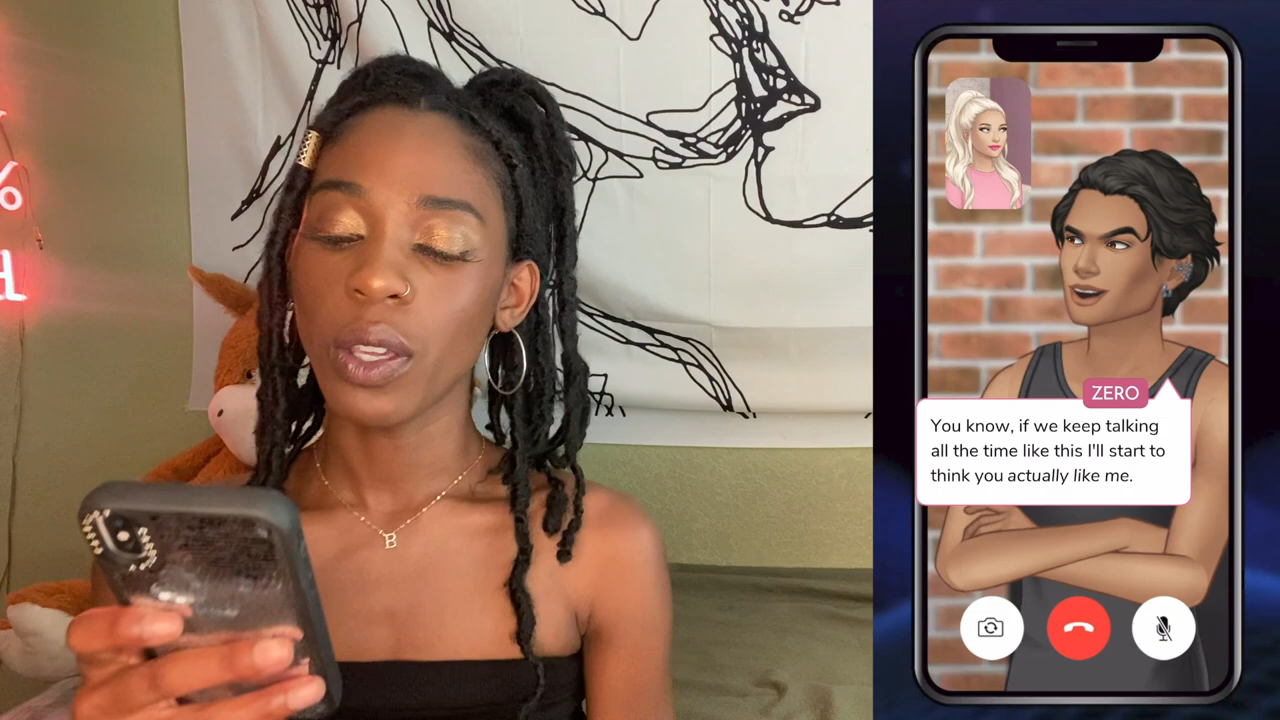 %
B
ZERO
You know, if we keep talking
all the time like this I'll start to
think you actually like me.